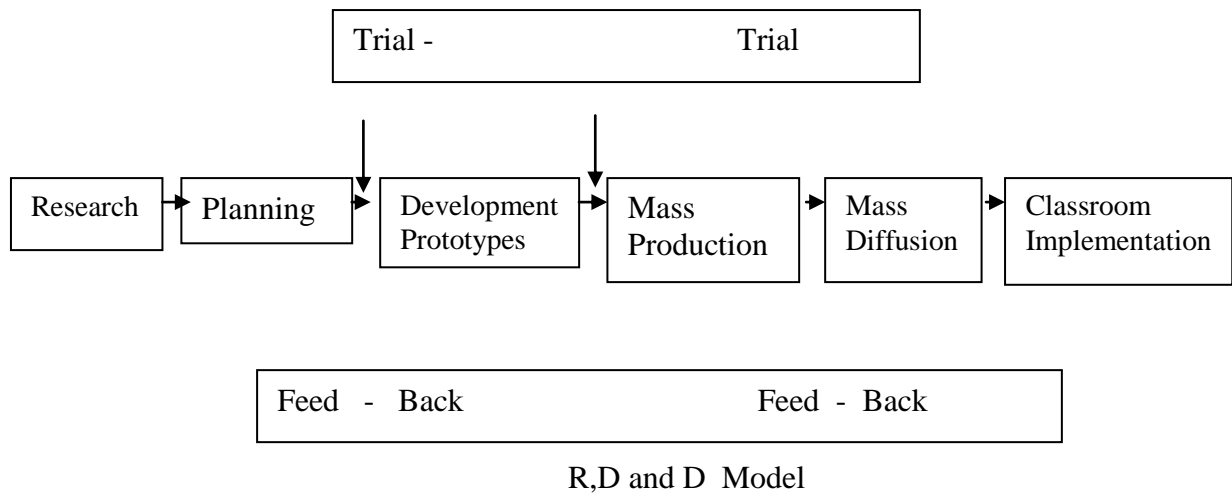 Trial - Trial
Research
Planning
Development
Prototypes
Mass
Production
Mass
Diffusion
Classroom
Implementation
Feed - Back Feed - Back
R,D and D Model